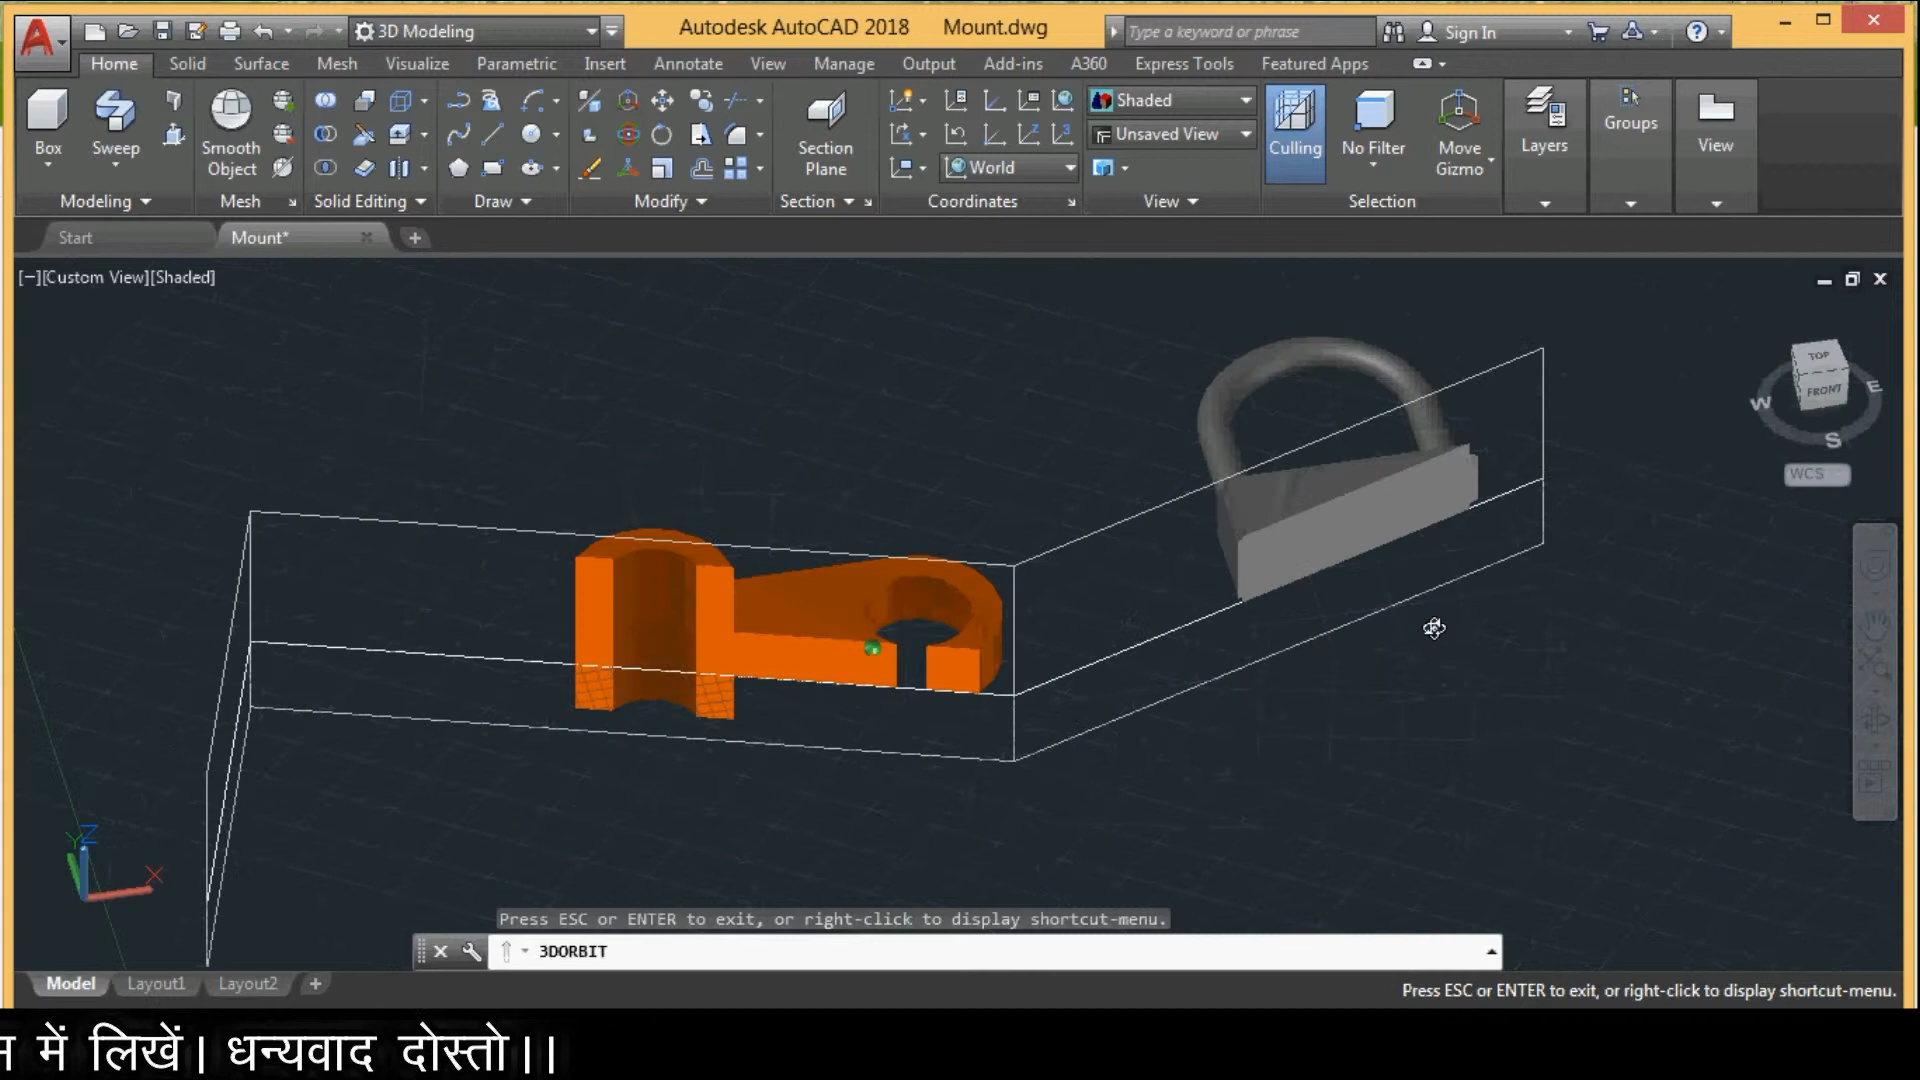 3D Modeling
Autodesk AutoCAD 2018 Mount.dwg
Type a keyword or phrase
Sign In
Home Solid Surface Mesh Visualize Parametric Insert Annotate View Manage Output Add-ins A360 Express Tools Featured Apps
Box
Sweep
Smooth Object
Section Plane
World
Shaded
Unsaved View
Culling
No Filter
Move Gizmo
Layers
Groups
View
Modeling Mesh Solid Editing Draw Modify Section Coordinates View Selection
Start Mount*
[−][Custom View][Shaded]
TOP
FRONT
W
E
S
WCS
Z
Y
X
Press ESC or ENTER to exit, or right-click to display shortcut-menu.
3DORBIT
Model Layout1 Layout2
Press ESC or ENTER to exit, or right-click to display shortcut-menu.
में लिखें। धन्यवाद दोस्तो।।